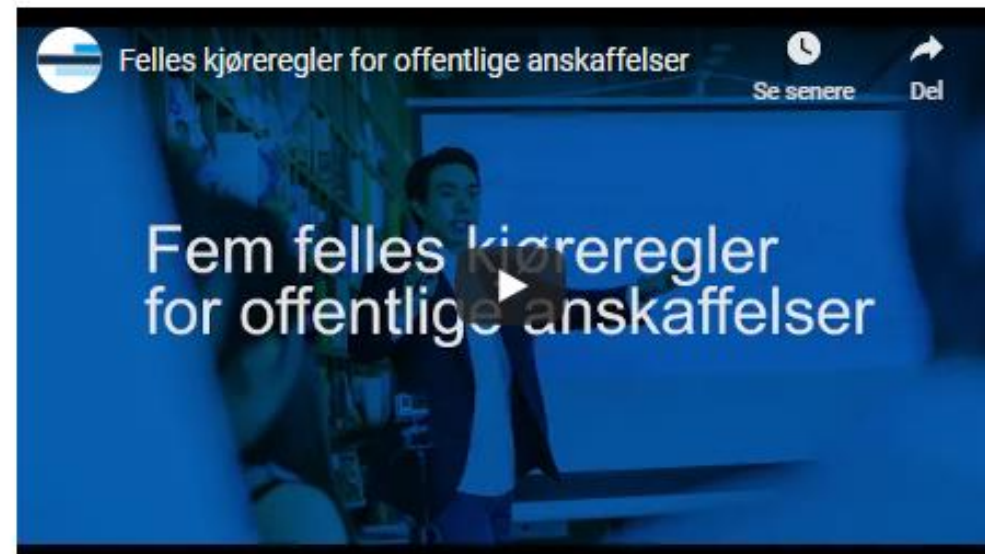 Felles kjøreregler for offentlige anskaffelser
Se senere
Del
Fem felles kjøreregler
for offentlige anskaffelser